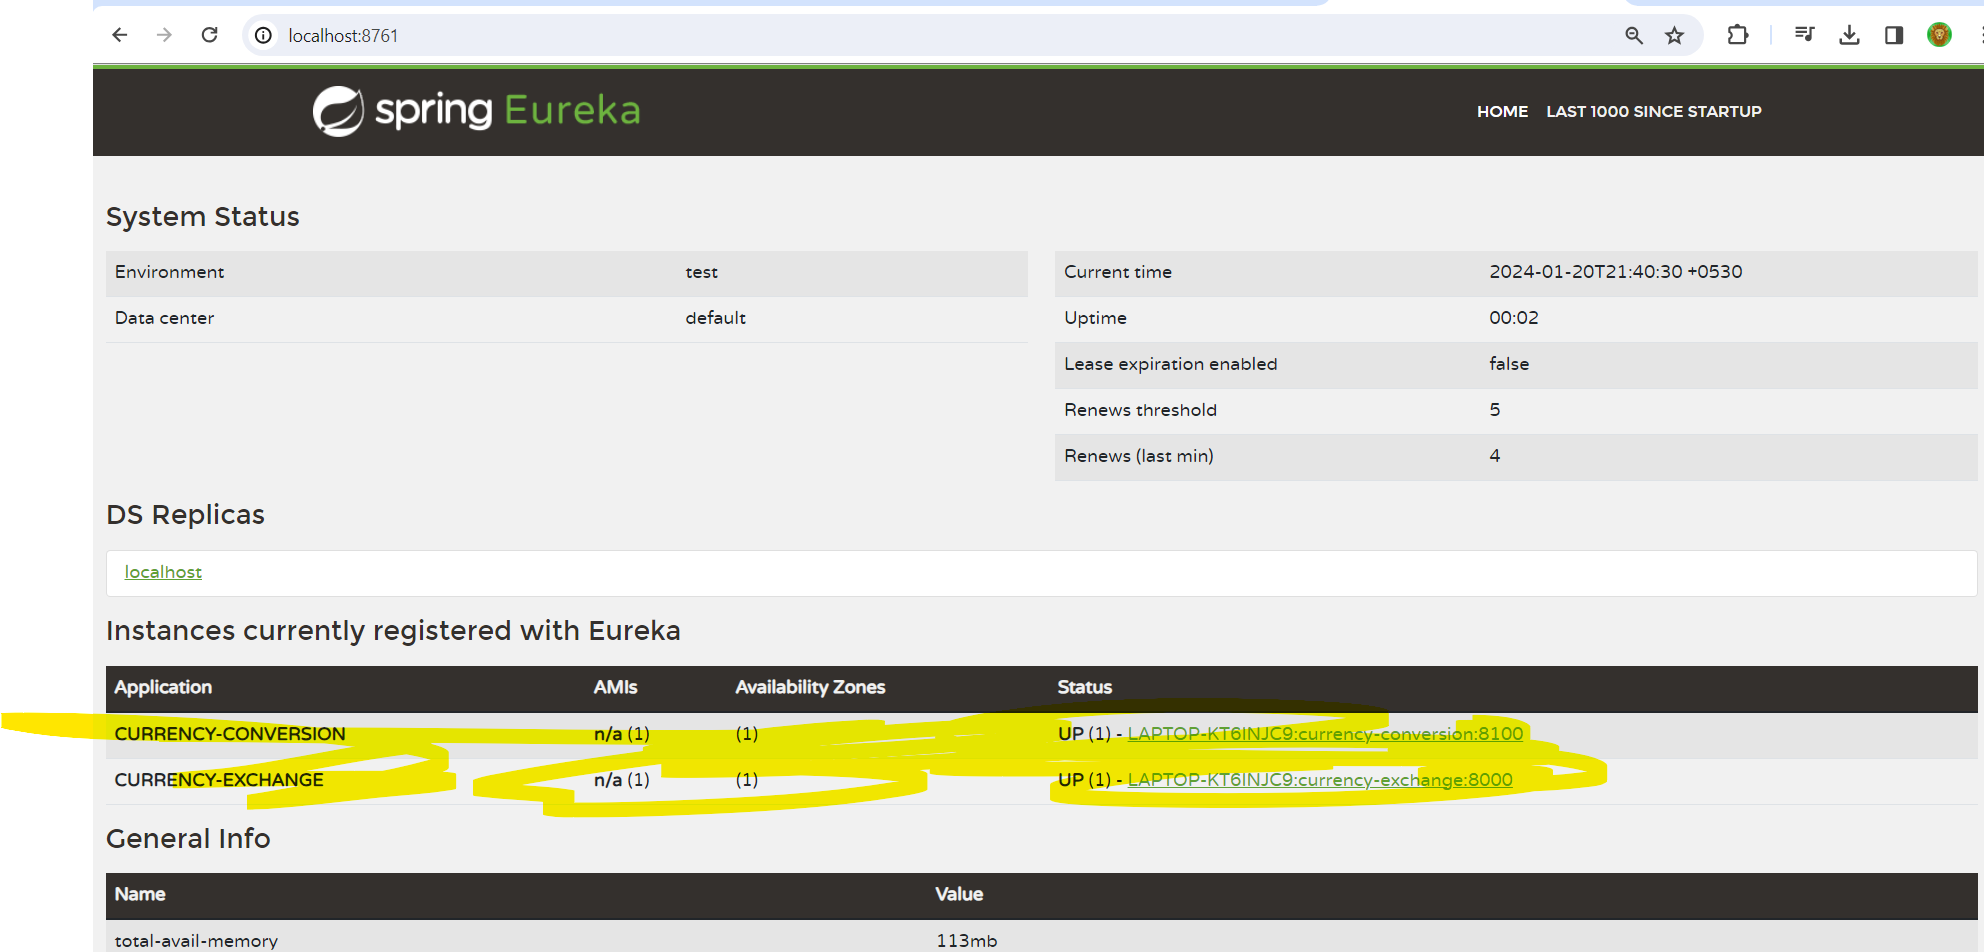 localhost:8761
spring Eureka
HOME LAST 1000 SINCE STARTUP
System Status
Environment test
Data center default
Current time 2024-01-20T21:40:30 +0530
Uptime 00:02
Lease expiration enabled false
Renews threshold 5
Renews (last min) 4
DS Replicas
localhost
Instances currently registered with Eureka
Application AMIs Availability Zones Status
CURRENCY-CONVERSION n/a (1) (1) UP (1) - LAPTOP-KT6INJC9:currency-conversion:8100
CURRENCY-EXCHANGE n/a (1) (1) UP (1) - LAPTOP-KT6INJC9:currency-exchange:8000
General Info
Name Value
total-avail-memory 113mb